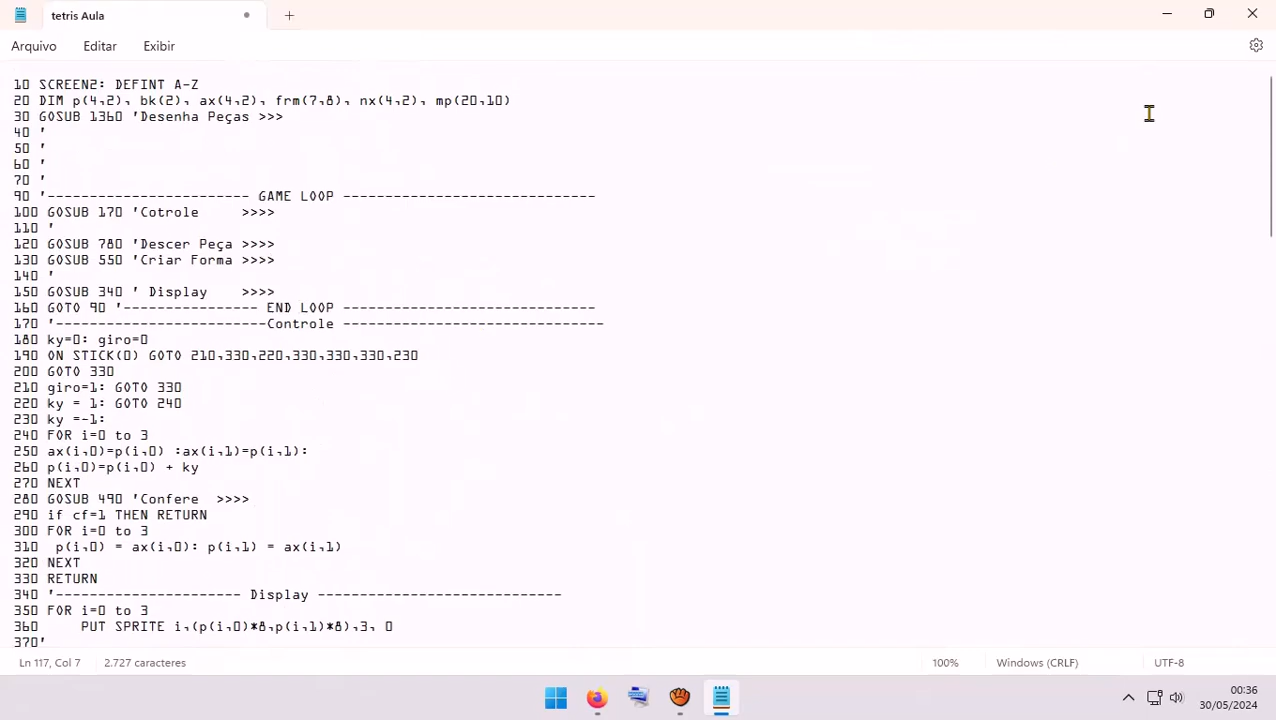 tetris Aula
Arquivo Editar Exibir
10 SCREEN2: DEFINT A-Z
20 DIM p(4,2), bk(2), ax(4,2), frm(7,8), nx(4,2), mp(20,10)
30 GOSUB 1360 'Desenha Peças >>>
40 '
50 '
60 '
70 '
90 '------------------------ GAME LOOP ------------------------------
100 GOSUB 170 'Cotrole     >>>>
110 '
120 GOSUB 780 'Descer Peça >>>>
130 GOSUB 550 'Criar Forma >>>>
140 '
150 GOSUB 340 ' Display    >>>>
160 GOTO 90 '---------------- END LOOP ------------------------------
170 '-------------------------Controle -------------------------------
180 ky=0: giro=0
190 ON STICK(0) GOTO 210,330,220,330,330,330,230
200 GOTO 330
210 giro=1: GOTO 330
220 ky = 1: GOTO 240
230 ky =-1:
240 FOR i=0 to 3
250 ax(i,0)=p(i,0) :ax(i,1)=p(i,1):
260 p(i,0)=p(i,0) + ky
270 NEXT
280 GOSUB 490 'Confere  >>>>
290 if cf=1 THEN RETURN
300 FOR i=0 to 3
310  p(i,0) = ax(i,0): p(i,1) = ax(i,1)
320 NEXT
330 RETURN
340 '---------------------- Display -----------------------------
350 FOR i=0 to 3
360     PUT SPRITE i,(p(i,0)*8,p(i,1)*8),3, 0
370'
Ln 117, Col 7 2.727 caracteres 100% Windows (CRLF) UTF-8
00:36
30/05/2024